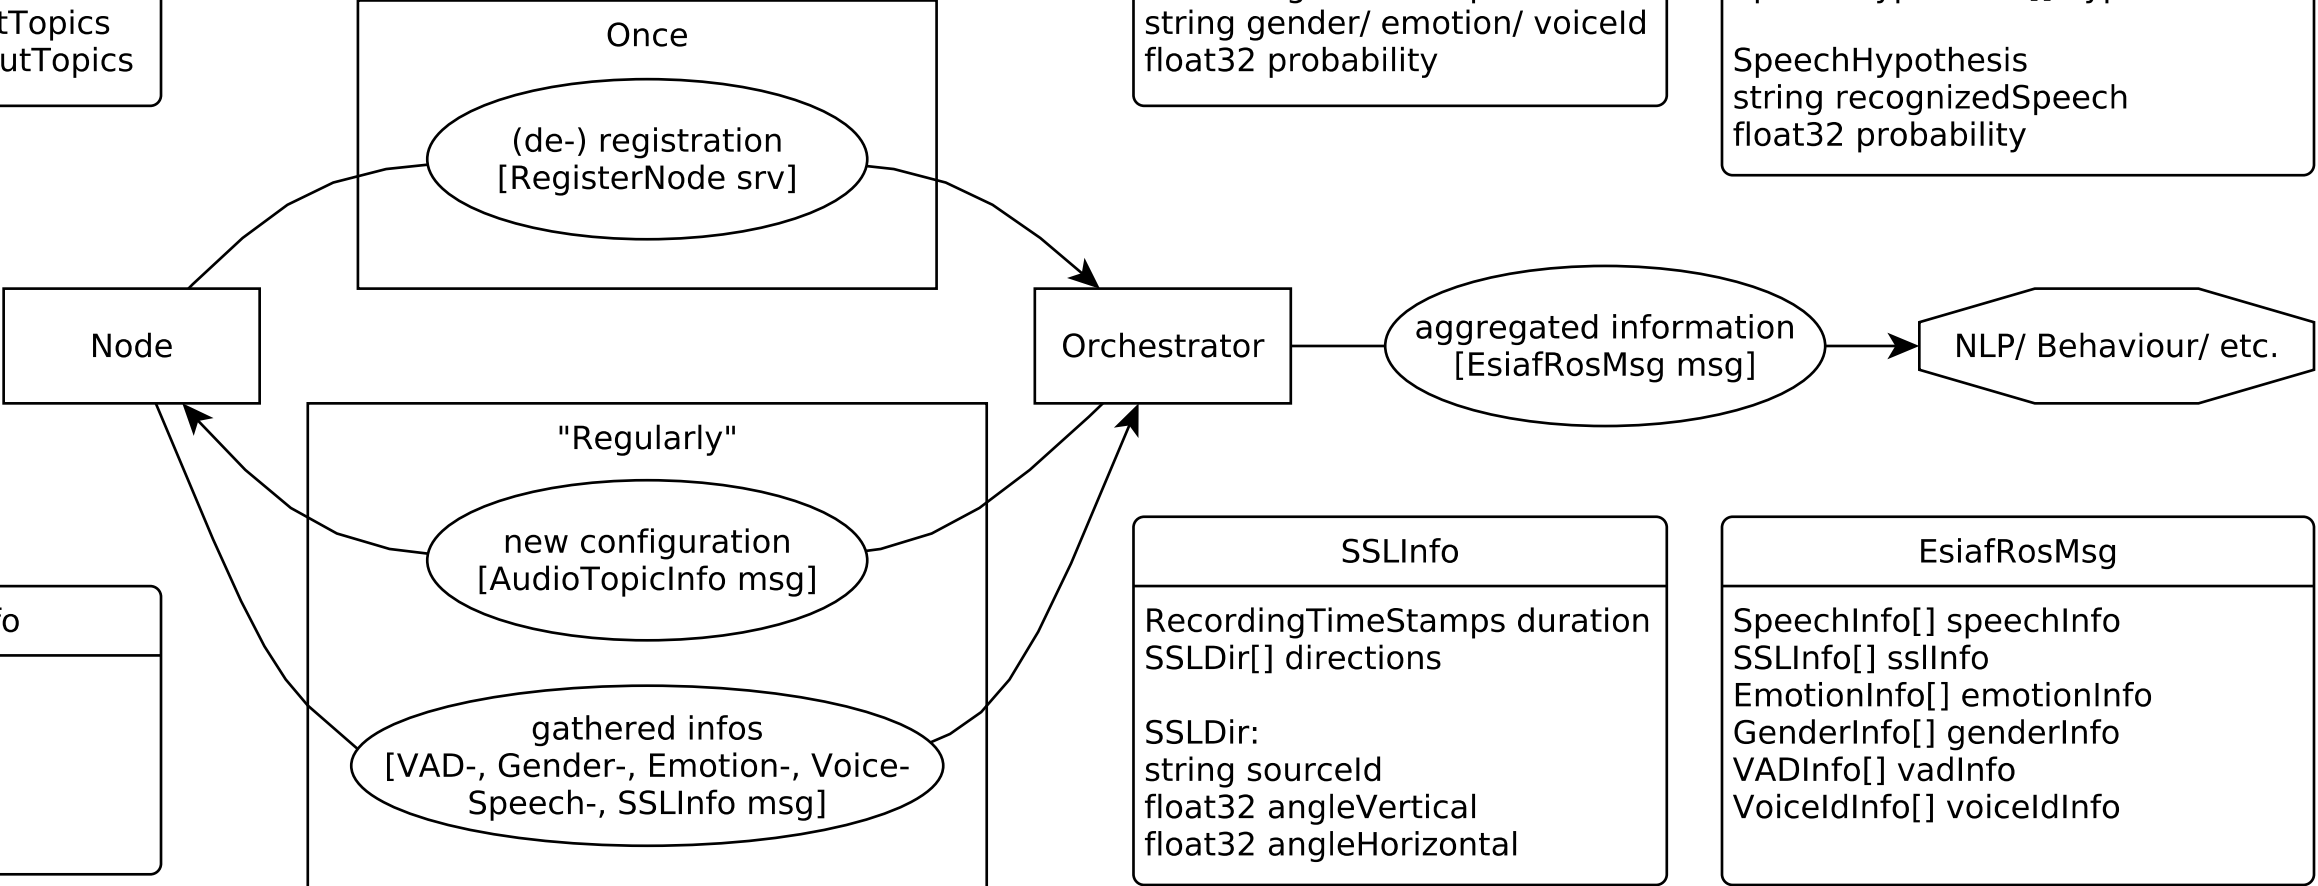 Once
(de-) registration
[RegisterNode srv]
string gender/ emotion/ voiceId
float32 probability
SpeechHypothesis
string recognizedSpeech
float32 probability
Node
Orchestrator
aggregated information
[EsiafRosMsg msg]
NLP/ Behaviour/ etc.
"Regularly"
new configuration
[AudioTopicInfo msg]
gathered infos
[VAD-, Gender-, Emotion-, Voice-
Speech-, SSLInfo msg]
SSLInfo
RecordingTimeStamps duration
SSLDir[] directions
SSLDir:
string sourceId
float32 angleVertical
float32 angleHorizontal
EsiafRosMsg
SpeechInfo[] speechInfo
SSLInfo[] sslInfo
EmotionInfo[] emotionInfo
GenderInfo[] genderInfo
VADInfo[] vadInfo
VoiceIdInfo[] voiceIdInfo